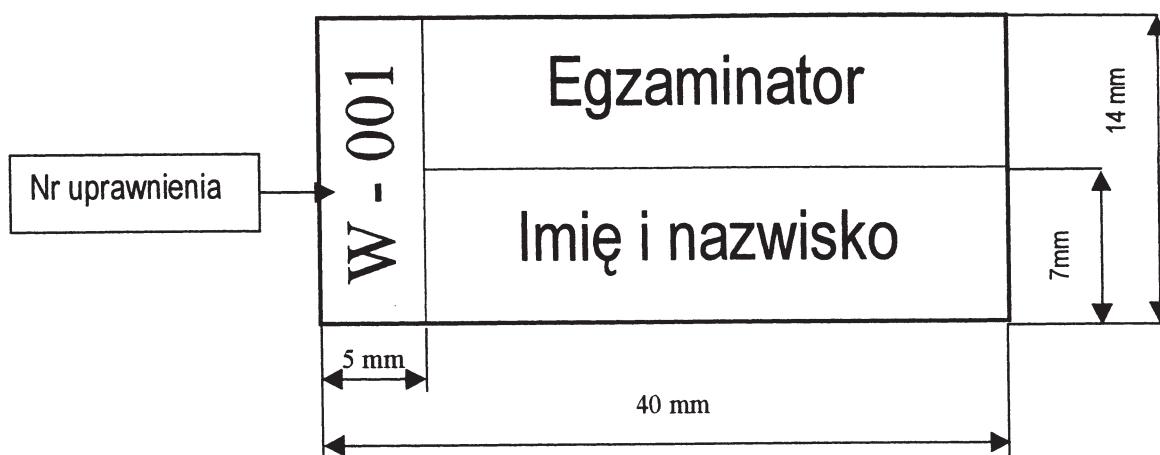 Egzaminator
W - 001
14 mm
Nr uprawnienia
Imię i nazwisko
7mm
5 mm
40 mm